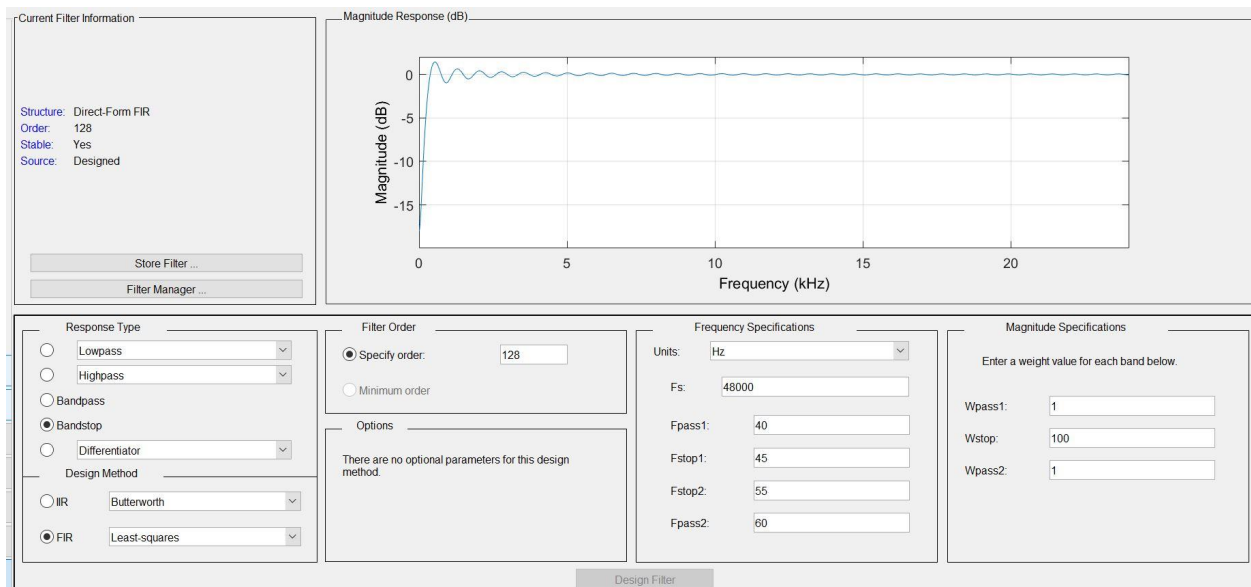 Current Filter Information
Structure: Direct-Form FIR
Order: 128
Stable: Yes
Source: Designed
Store Filter ...
Filter Manager ...
Magnitude Response (dB)
0
-5
-10
-15
Magnitude (dB)
0 5 10 15 20
Frequency (kHz)
Response Type
Lowpass
Highpass
Bandpass
Bandstop
Differentiator
Design Method
IIR Butterworth
FIR Least-squares
Filter Order
Specify order: 128
Minimum order
Options
There are no optional parameters for this design
method.
Frequency Specifications
Units: Hz
Fs: 48000
Fpass1: 40
Fstop1: 45
Fstop2: 55
Fpass2: 60
Magnitude Specifications
Enter a weight value for each band below.
Wpass1: 1
Wstop: 100
Wpass2: 1
Design Filter